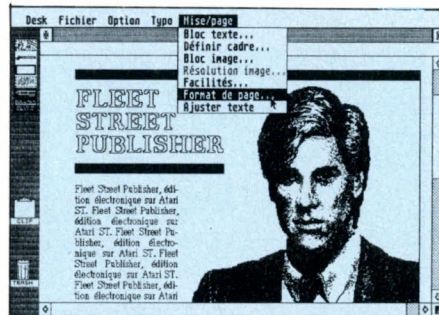 Desk Fichier Option Typo Mise/page
Bloc texte...
Définir cadre...
Bloc image...
Résolution image...
Facilités...
Format de page...
Ajuster texte
FLEET
STREET
PUBLISHER
Fleet Street Publisher, édi-
tion électronique sur Atari
ST. Fleet Street Publisher,
édition électronique sur
Atari ST. Fleet Street Pu-
blisher, édition électro-
nique sur Atari ST. Fleet
Street Publisher, édition
électronique sur Atari ST.
Fleet Street Publisher, édi-
tion électronique sur Atari
CLIP
TRASH